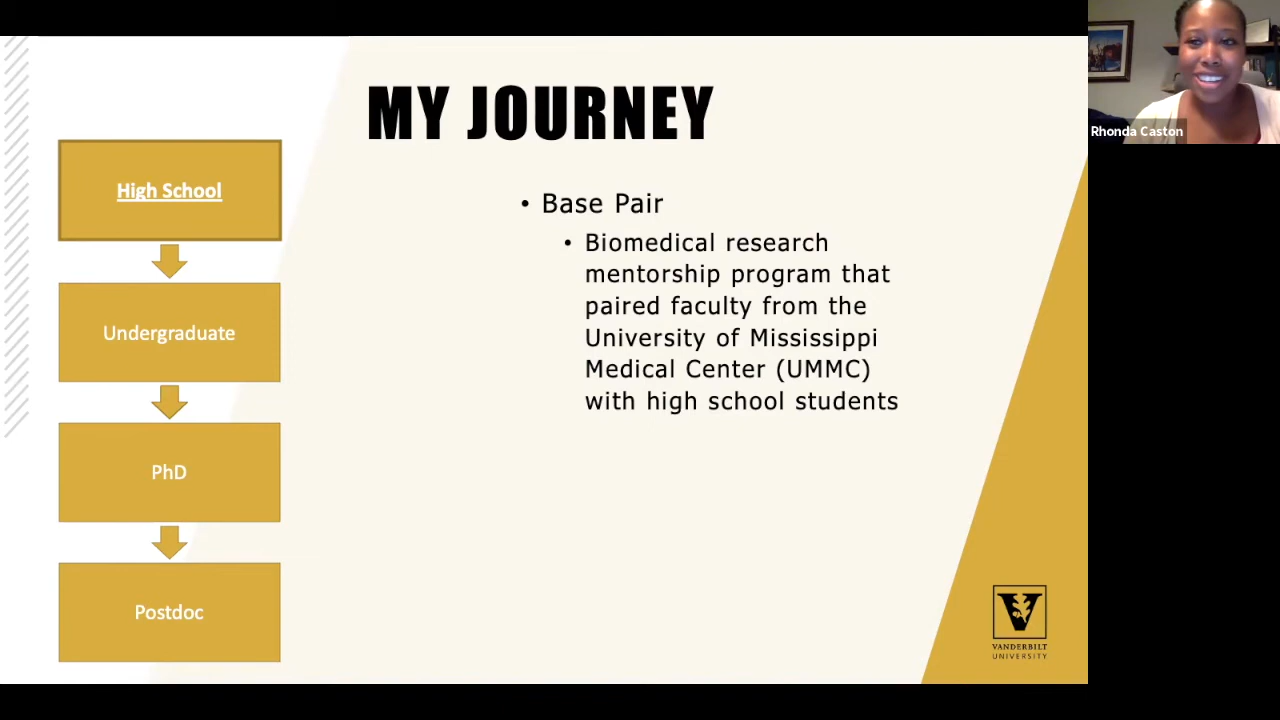 MY JOURNEY
High School
Undergraduate
PhD
Postdoc
• Base Pair
• Biomedical research
mentorship program that
paired faculty from the
University of Mississippi
Medical Center (UMMC)
with high school students
V
VANDERBILT
UNIVERSITY
Rhonda Caston